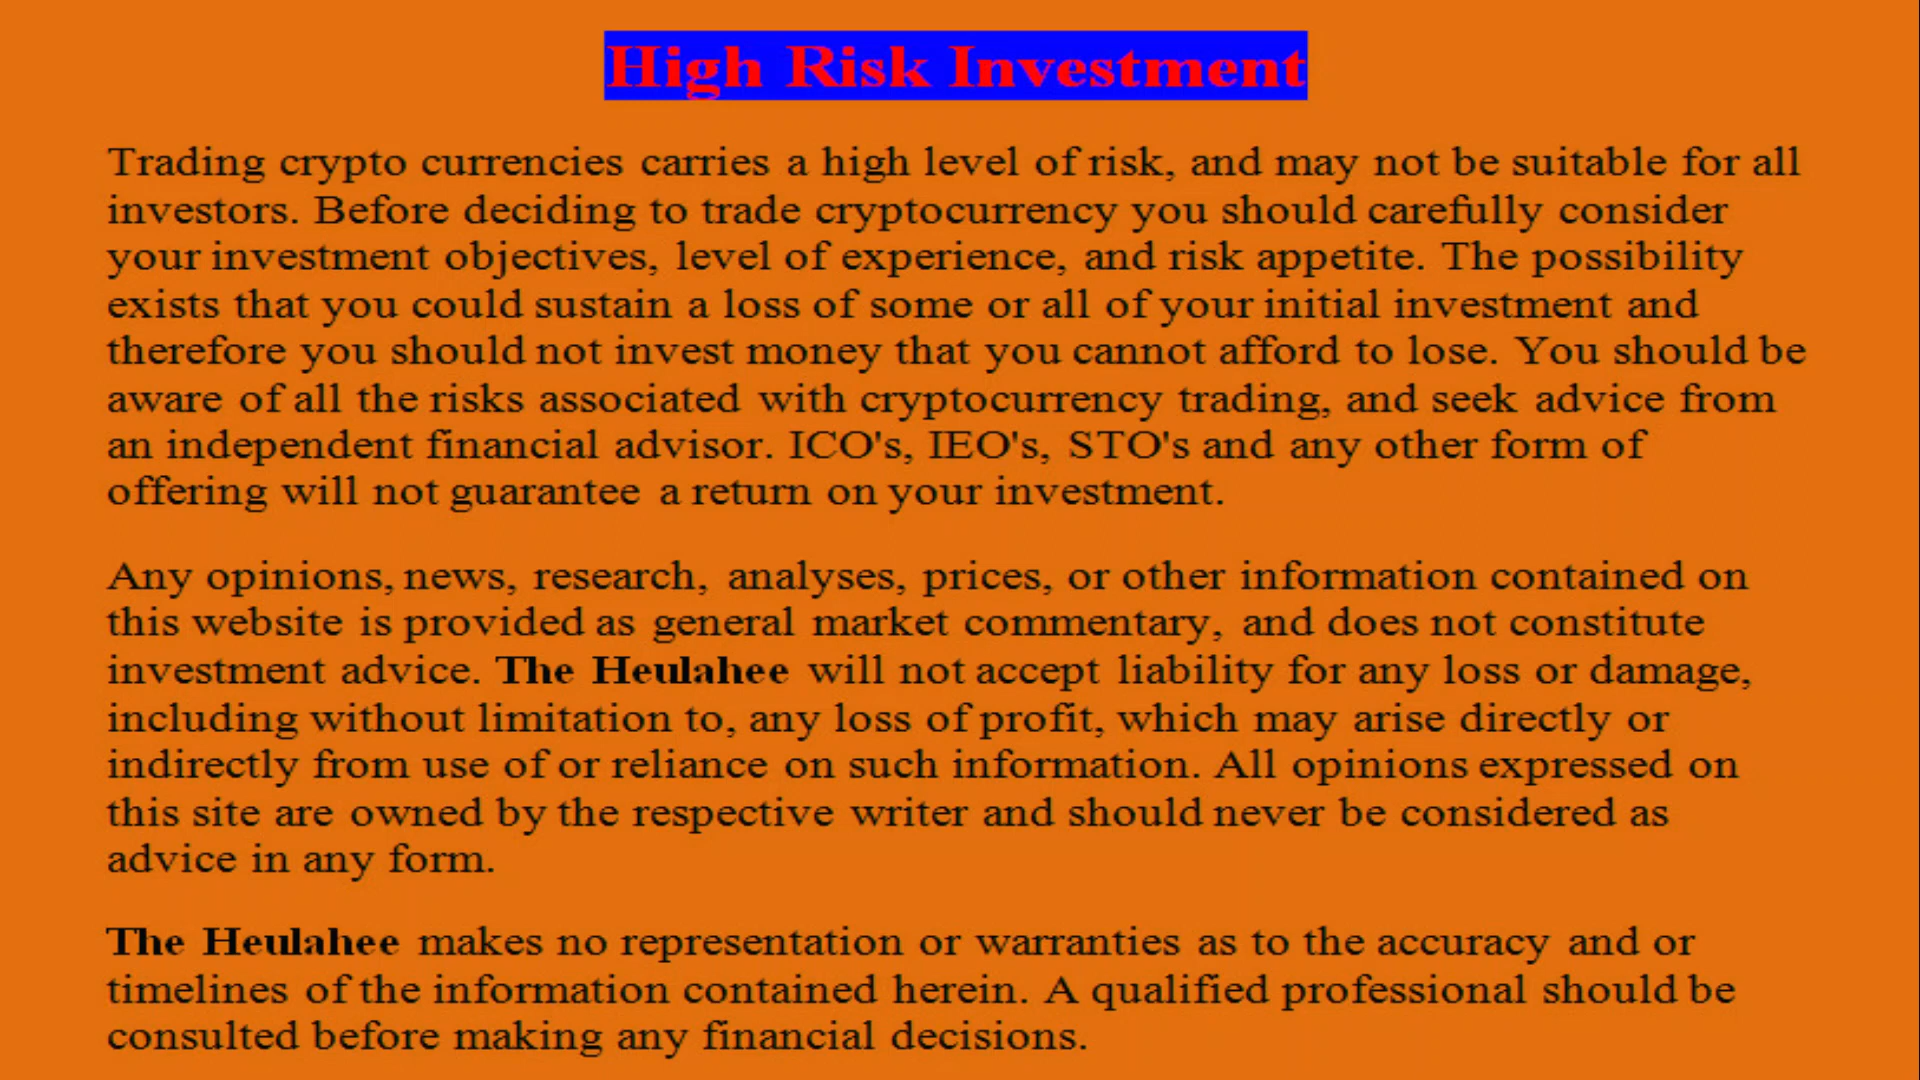 High Risk Investment
Trading crypto currencies carries a high level of risk, and may not be suitable for all
investors. Before deciding to trade cryptocurrency you should carefully consider
your investment objectives, level of experience, and risk appetite. The possibility
exists that you could sustain a loss of some or all of your initial investment and
therefore you should not invest money that you cannot afford to lose. You should be
aware of all the risks associated with cryptocurrency trading, and seek advice from
an independent financial advisor. ICO's, IEO's, STO's and any other form of
offering will not guarantee a return on your investment.
Any opinions, news, research, analyses, prices, or other information contained on
this website is provided as general market commentary, and does not constitute
investment advice. The Heulahee will not accept liability for any loss or damage,
including without limitation to, any loss of profit, which may arise directly or
indirectly from use of or reliance on such information. All opinions expressed on
this site are owned by the respective writer and should never be considered as
advice in any form.
The Heulahee makes no representation or warranties as to the accuracy and or
timelines of the information contained herein. A qualified professional should be
consulted before making any financial decisions.